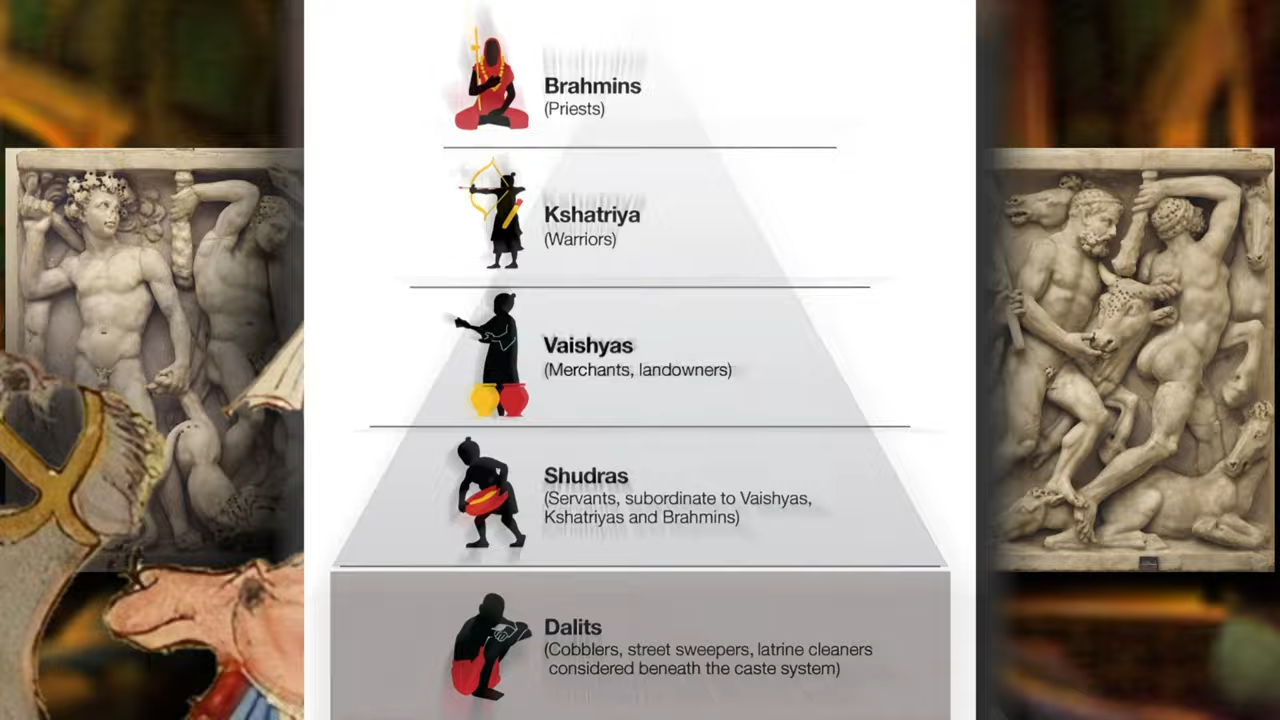 Brahmins
(Priests)
Kshatriya
(Warriors)
Vaishyas
(Merchants, landowners)
Shudras
(Servants, subordinate to Vaishyas,
Kshatriyas and Brahmins)
Dalits
(Cobblers, street sweepers, latrine cleaners
considered beneath the caste system)